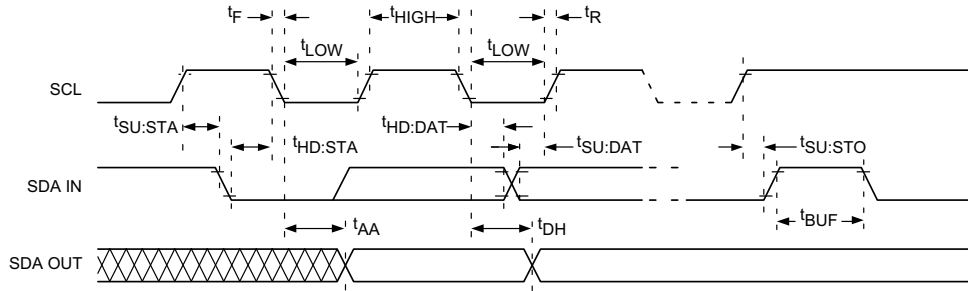 tF
tHIGH
tR
tLOW
tLOW
SCL
tSU:STA
tHD:STA
tHD:DAT
tSU:DAT
tSU:STO
SDA IN
tAA
tDH
tBUF
SDA OUT